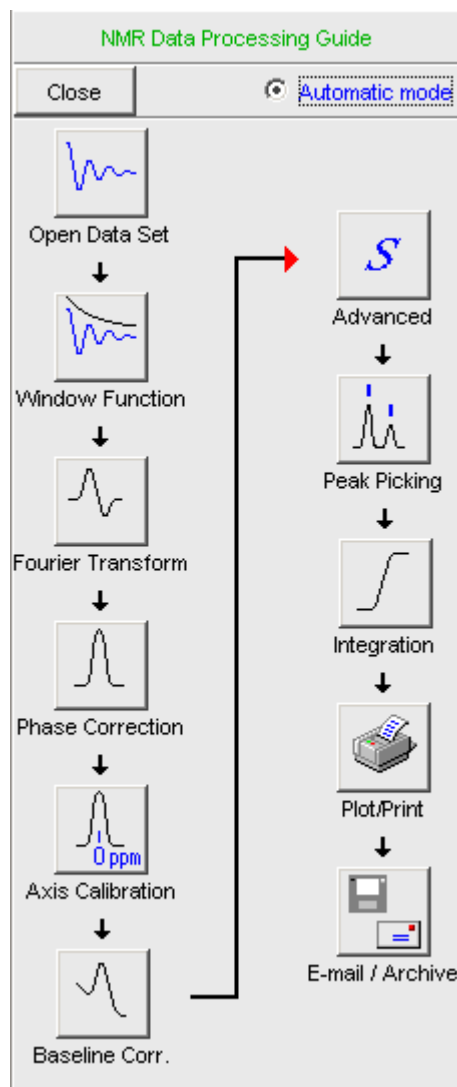 NMR Data Processing Guide
Close
Automatic mode
Open Data Set
Window Function
Fourier Transform
Phase Correction
0 ppm
Axis Calibration
Baseline Corr.
S
Advanced
Peak Picking
Integration
Plot/Print
E-mail / Archive